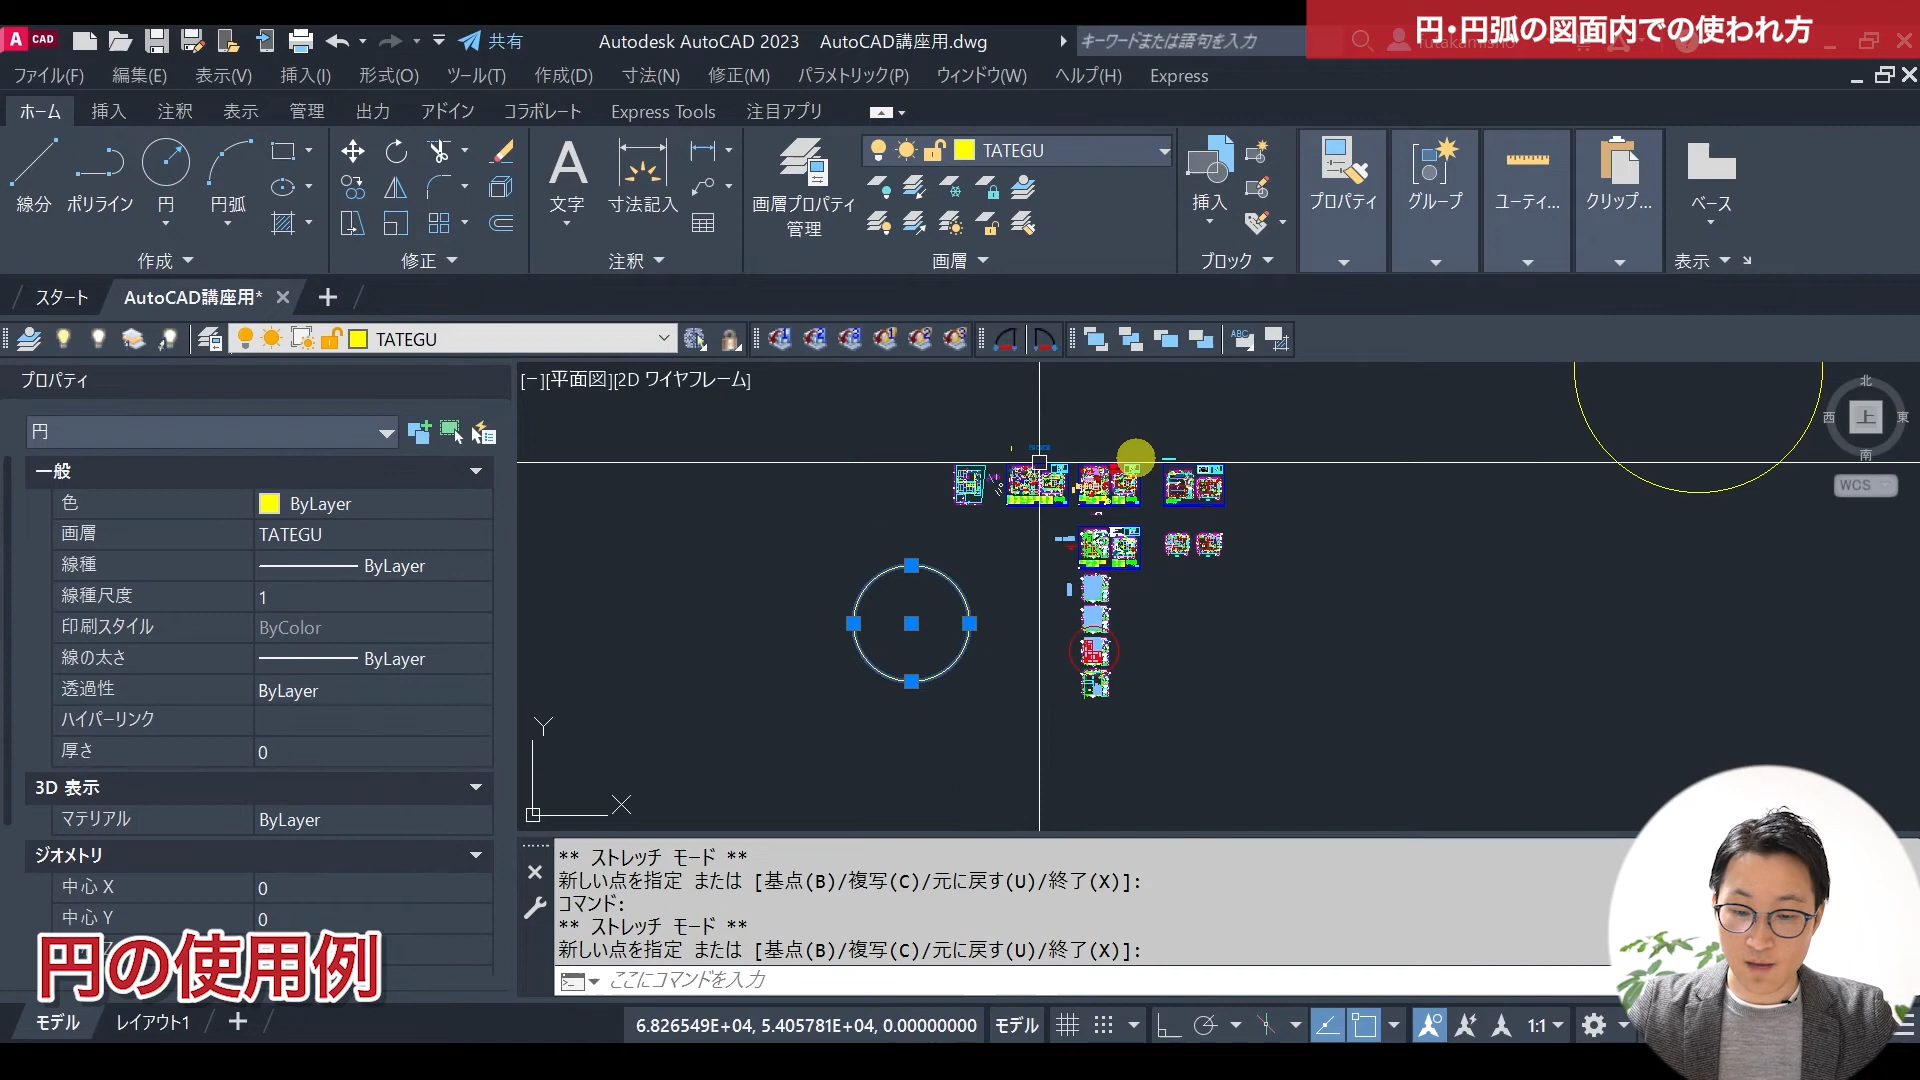 円・円弧の図面内での使われ方
A CAD
共有
Autodesk AutoCAD 2023 AutoCAD講座用.dwg
キーワードまたは語句を入力
ファイル(F) 編集(E) 表示(V) 挿入(I) 形式(O) ツール(T) 作成(D) 寸法(N) 修正(M) パラメトリック(P) ウィンドウ(W) ヘルプ(H) Express
ホーム 挿入 注釈 表示 管理 出力 アドイン コラボレート Express Tools 注目アプリ
TATEGU
線分 ポリライン 円 円弧 文字 寸法記入 画層プロパティ管理 挿入 プロパティ グループ ユーティ... クリップ... ベース
作成 修正 注釈 画層 ブロック 表示
スタート AutoCAD講座用*
TATEGU
プロパティ
[−][平面図][2D ワイヤフレーム]
北
西 上 東
南
WCS
円
一般
色 ByLayer
画層 TATEGU
線種 ByLayer
線種尺度 1
印刷スタイル ByColor
線の太さ ByLayer
透過性 ByLayer
ハイパーリンク
厚さ 0
3D 表示
マテリアル ByLayer
ジオメトリ
中心 X 0
中心 Y 0
Y
X
** ストレッチ モード **
新しい点を指定 または [基点(B)/複写(C)/元に戻す(U)/終了(X)]:
コマンド:
** ストレッチ モード **
新しい点を指定 または [基点(B)/複写(C)/元に戻す(U)/終了(X)]:
ここにコマンドを入力
円の使用例
モデル レイアウト1
6.826549E+04, 5.405781E+04, 0.00000000 モデル 1:1